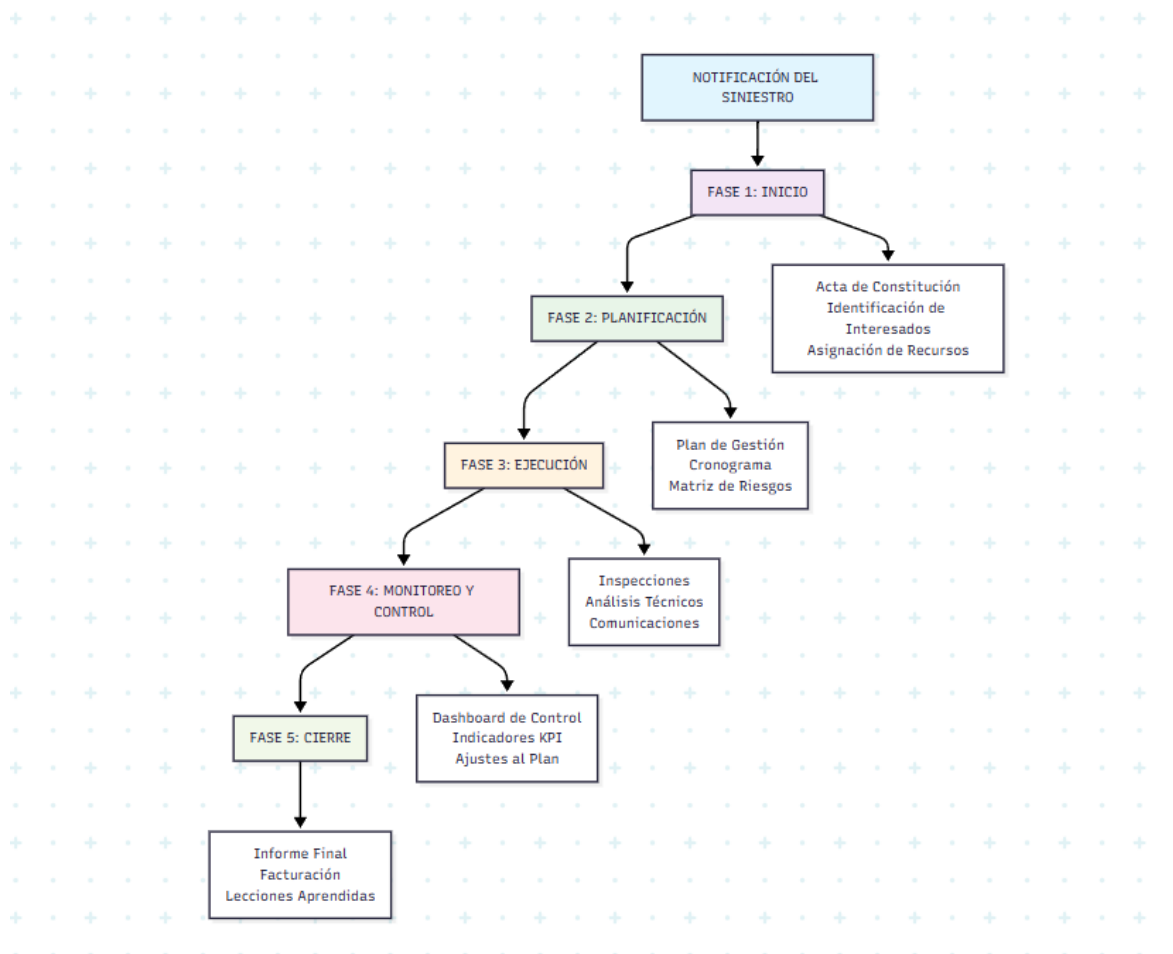 NOTIFICACIÓN DEL
SINIESTRO
FASE 1: INICIO
Acta de Constitución
Identificación de
Interesados
Asignación de Recursos
FASE 2: PLANIFICACIÓN
Plan de Gestión
Cronograma
Matriz de Riesgos
FASE 3: EJECUCIÓN
Inspecciones
Análisis Técnicos
Comunicaciones
FASE 4: MONITOREO Y
CONTROL
Dashboard de Control
Indicadores KPI
Ajustes al Plan
FASE 5: CIERRE
Informe Final
Facturación
Lecciones Aprendidas